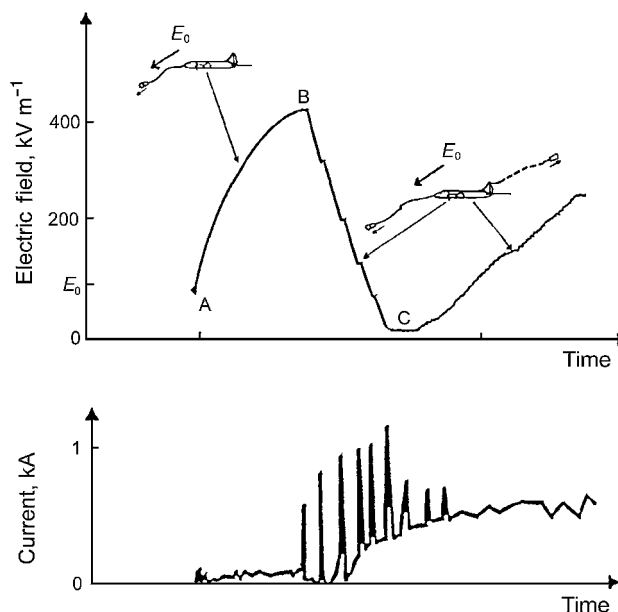 E₀
B
400
E₀
200
E₀
A
C
0
Electric field, kV m⁻¹
Time
1
0
Current, kA
Time